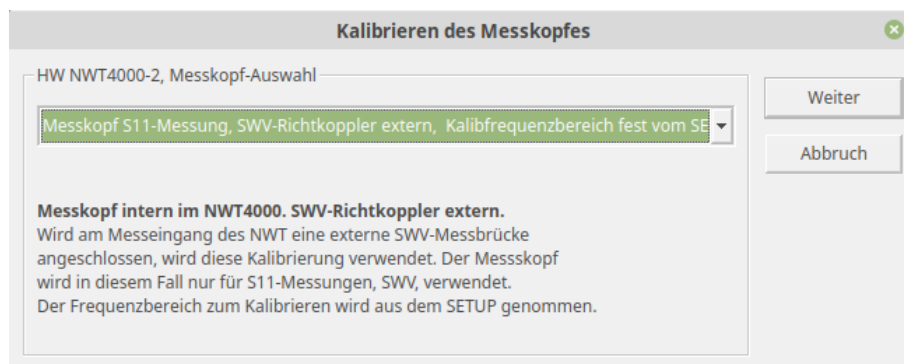 Kalibrieren des Messkopfes
HW NWT4000-2, Messkopf-Auswahl
Messkopf S11-Messung, SWV-Richtkoppler extern, Kalibfrequenzbereich fest vom SE
Weiter
Abbruch
Messkopf intern im NWT4000. SWV-Richtkoppler extern.
Wird am Messeingang des NWT eine externe SWV-Messbrücke
angeschlossen, wird diese Kalibrierung verwendet. Der Messskopf
wird in diesem Fall nur für S11-Messungen, SWV, verwendet.
Der Frequenzbereich zum Kalibrieren wird aus dem SETUP genommen.